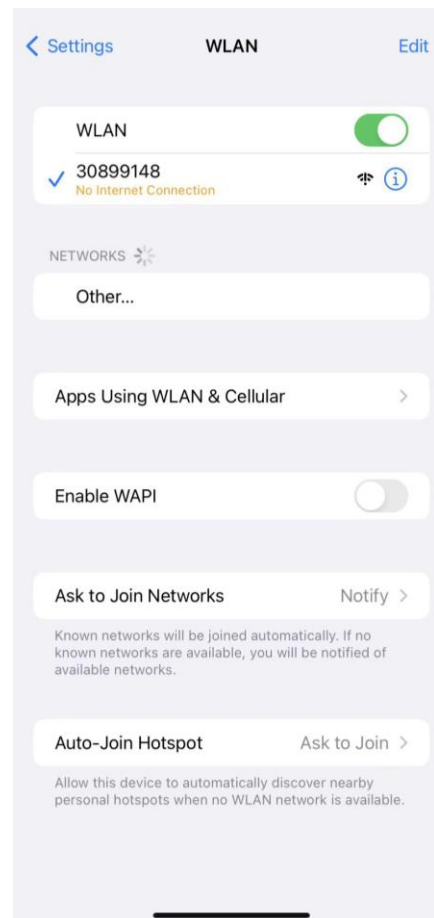 Settings
WLAN
Edit
WLAN
30899148
No Internet Connection
NETWORKS
Other...
Apps Using WLAN & Cellular
Enable WAPI
Ask to Join Networks
Notify
Known networks will be joined automatically. If no
known networks are available, you will be notified of
available networks.
Auto-Join Hotspot
Ask to Join
Allow this device to automatically discover nearby
personal hotspots when no WLAN network is available.